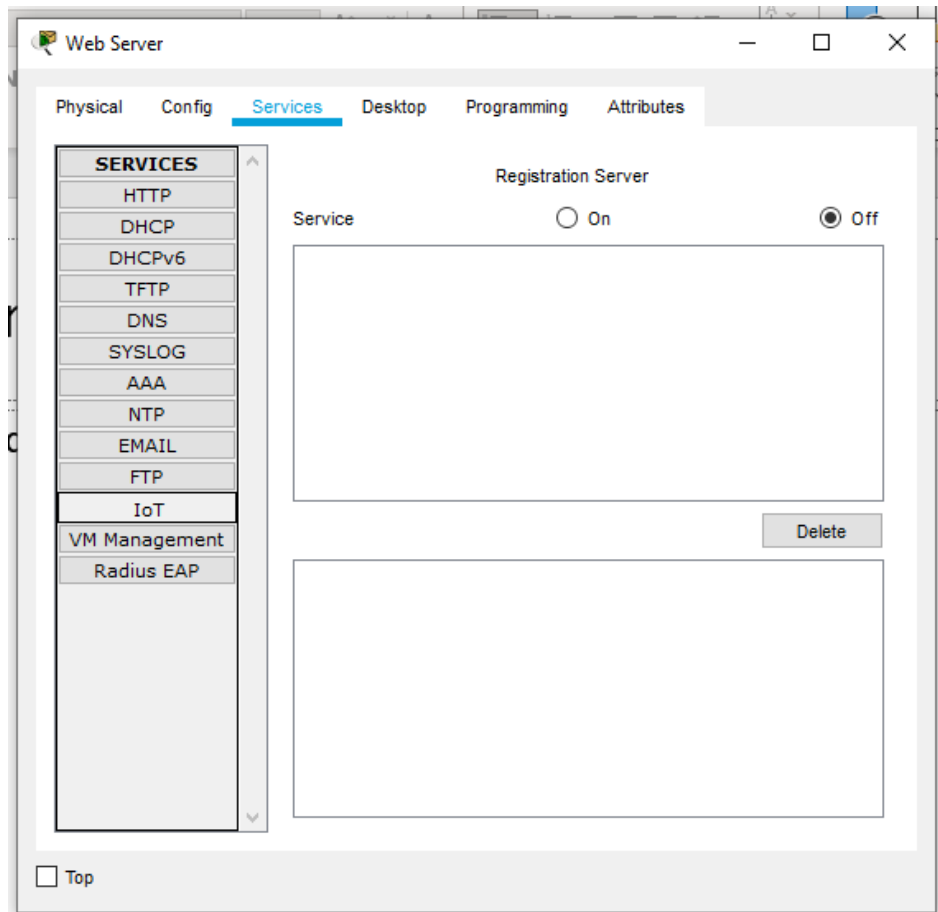 Web Server
Physical Config Services Desktop Programming Attributes
SERVICES
HTTP
DHCP
DHCPv6
TFTP
DNS
SYSLOG
AAA
NTP
EMAIL
FTP
IoT
VM Management
Radius EAP
Registration Server
Service On Off
Delete
Top